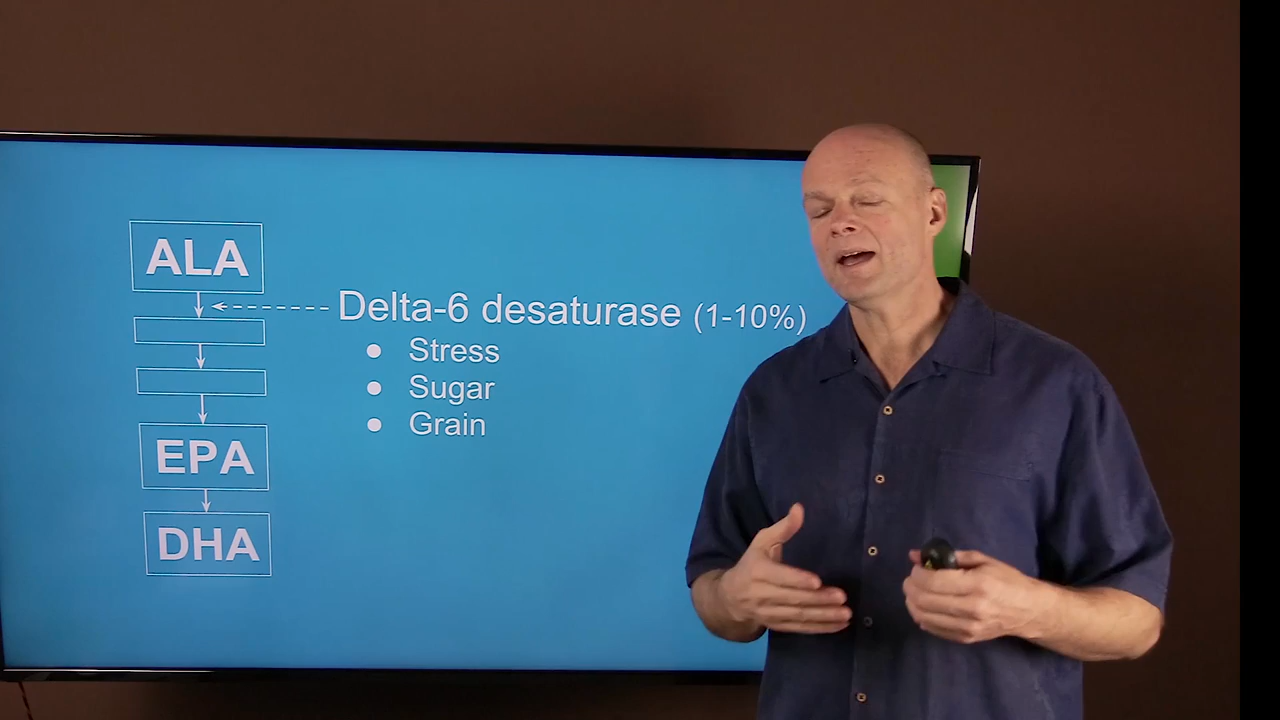 ALA
Delta-6 desaturase (1-10%)
● Stress
● Sugar
● Grain
EPA
DHA